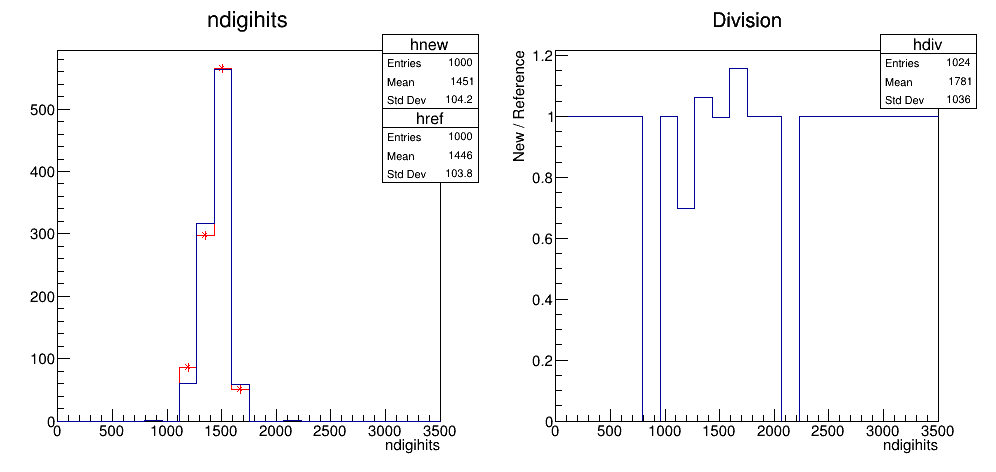 ndigihits
hnew
Entries 1000
Mean 1451
Std Dev 104.2
href
Entries 1000
Mean 1446
Std Dev 103.8
500
400
300
200
100
0
0 500 1000 1500 2000 2500 3000 3500
ndigihits
Division
hdiv
Entries 1024
Mean 1781
Std Dev 1036
New / Reference
1.2
1
0.8
0.6
0.4
0.2
0
0 500 1000 1500 2000 2500 3000 3500
ndigihits